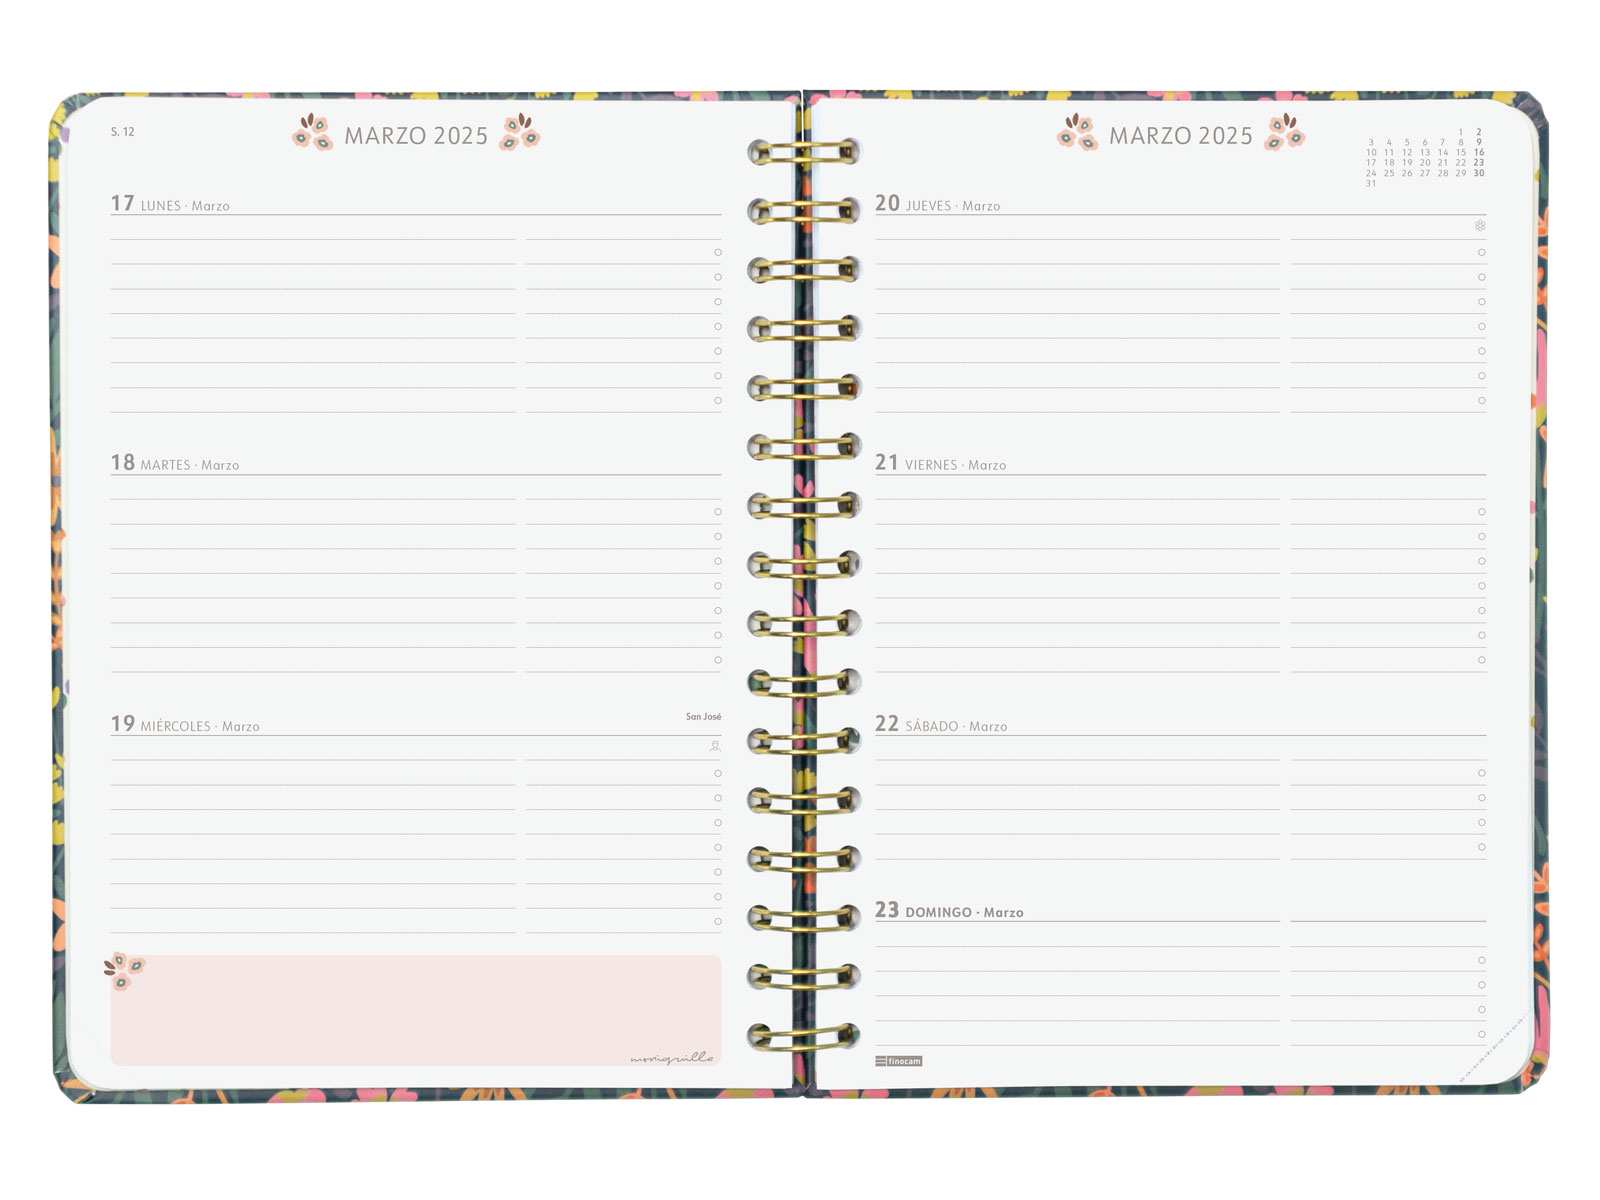 S. 12
MARZO 2025
17 LUNES · Marzo
18 MARTES · Marzo
San José
19 MIÉRCOLES · Marzo
moniquilla
MARZO 2025
1 2
3 4 5 6 7 8 9
10 11 12 13 14 15 16
17 18 19 20 21 22 23
24 25 26 27 28 29 30
31
20 JUEVES · Marzo
21 VIERNES · Marzo
22 SÁBADO · Marzo
23 DOMINGO · Marzo
finocam